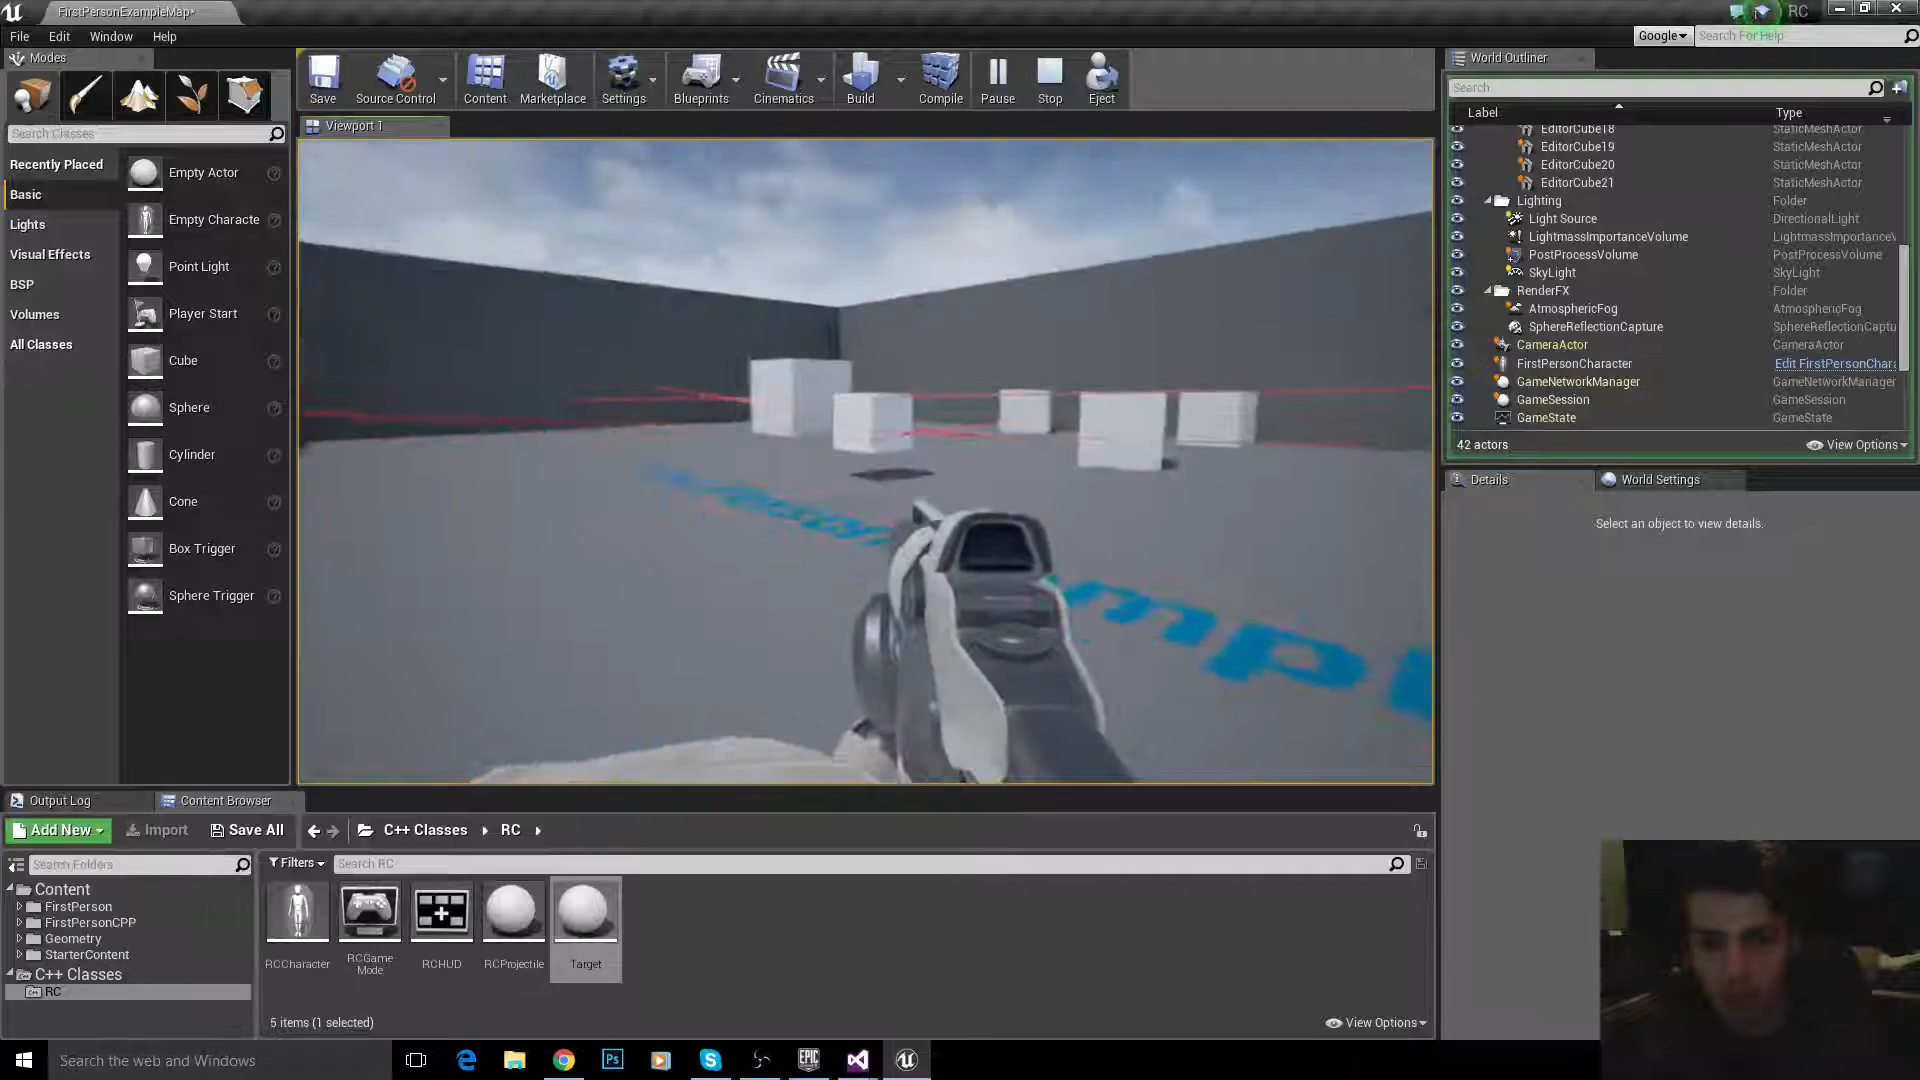 FirstPersonExampleMap•
RC
File
Edit
Window
Help
Google
Search For Help
Modes
Search Classes
Recently Placed
Basic
Lights
Visual Effects
BSP
Volumes
All Classes
Empty Actor
Empty Characte
Point Light
Player Start
Cube
Sphere
Cylinder
Cone
Box Trigger
Sphere Trigger
Save
Source Control
Content
Marketplace
Settings
Blueprints
Cinematics
Build
Compile
Pause
Stop
Eject
Viewport 1
World Outliner
Search
Label
Type
EditorCube18 StaticMeshActor
EditorCube19 StaticMeshActor
EditorCube20 StaticMeshActor
EditorCube21 StaticMeshActor
Lighting Folder
Light Source DirectionalLight
LightmassImportanceVolume LightmassImportanceV
PostProcessVolume PostProcessVolume
SkyLight SkyLight
RenderFX Folder
AtmosphericFog AtmosphericFog
SphereReflectionCapture SphereReflectionCaptu
CameraActor CameraActor
FirstPersonCharacter Edit FirstPersonChara
GameNetworkManager GameNetworkManager
GameSession GameSession
GameState GameState
42 actors
View Options
Details
World Settings
Select an object to view details.
Output Log
Content Browser
Add New
Import
Save All
C++ Classes
RC
Search Folders
Content
FirstPerson
FirstPersonCPP
Geometry
StarterContent
C++ Classes
RC
Filters
Search RC
RCCharacter
RCGame
Mode
RCHUD
RCProjectile
Target
5 items (1 selected)
View Options
Search the web and Windows
Ps
EPIC